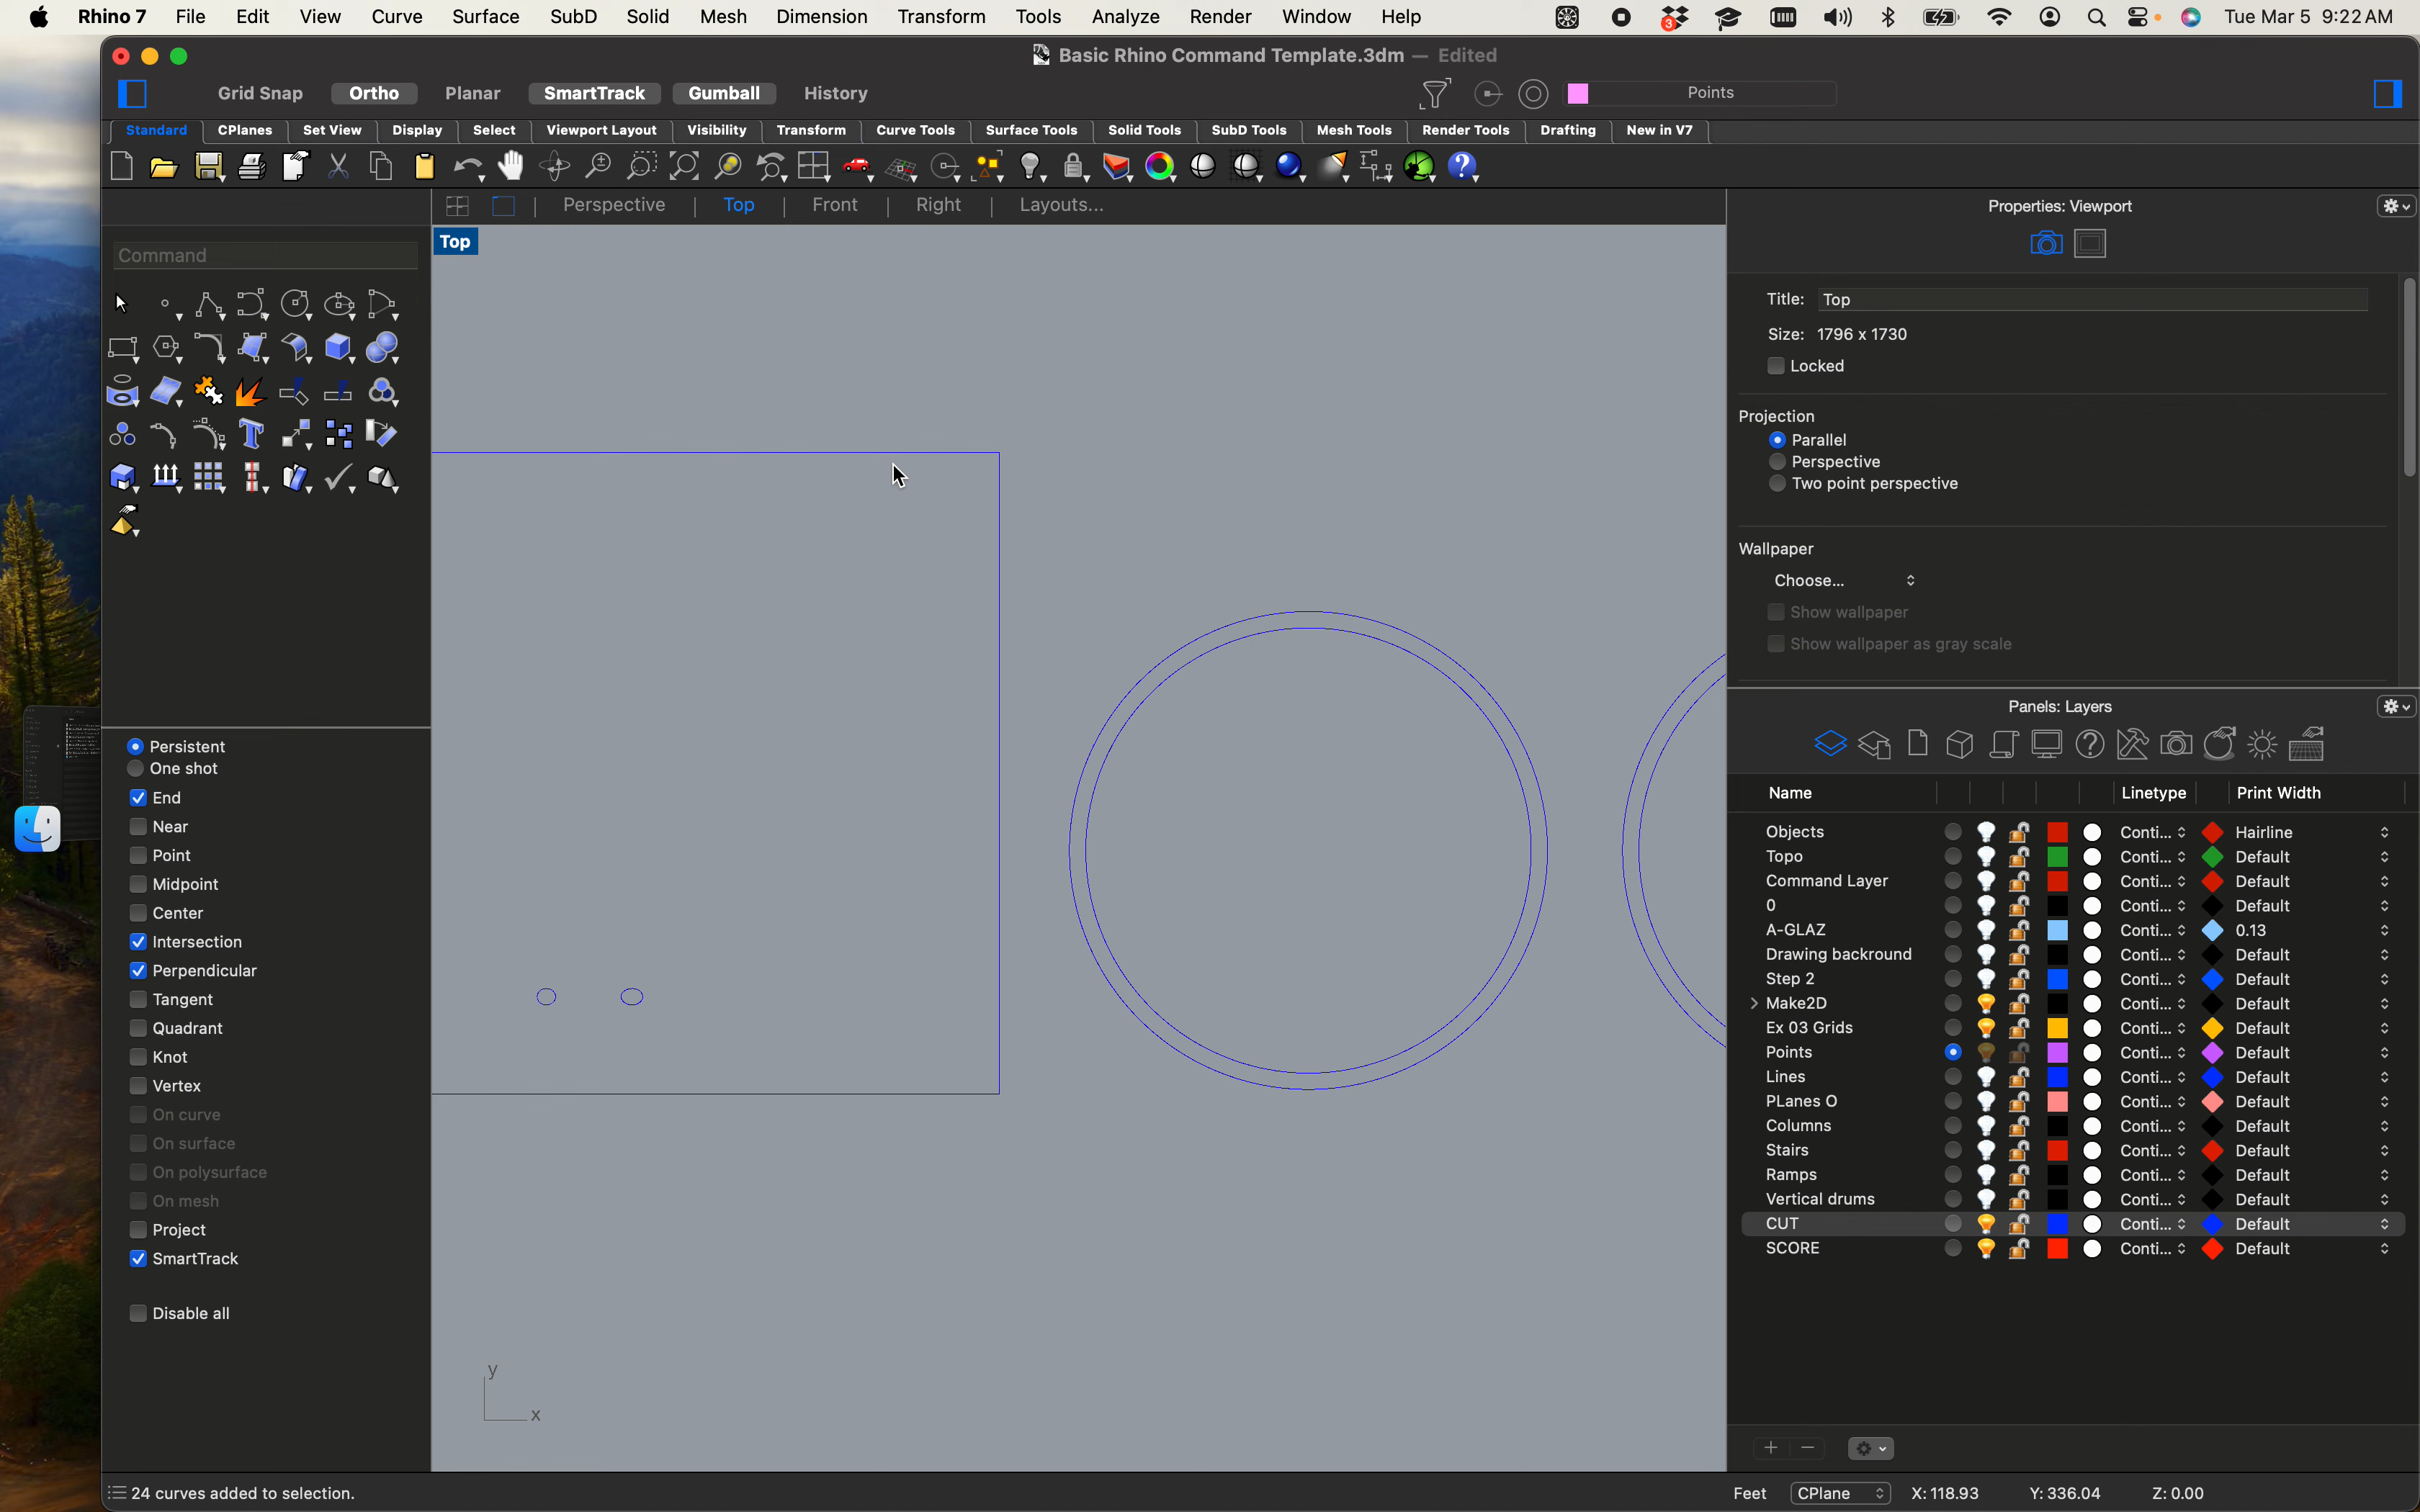 Rhino 7 File Edit View Curve Surface SubD Solid Mesh Dimension Transform Tools Analyze Render Window Help 3 Tue Mar 5 9:22 AM
Basic Rhino Command Template.3dm — Edited
Grid Snap Ortho Planar SmartTrack Gumball History Points
Standard CPlanes Set View Display Select Viewport Layout Visibility Transform Curve Tools Surface Tools Solid Tools SubD Tools Mesh Tools Render Tools Drafting New in V7
Perspective Top Front Right Layouts...
Top
Command
Persistent
One shot
End
Near
Point
Midpoint
Center
Intersection
Perpendicular
Tangent
Quadrant
Knot
Vertex
On curve
On surface
On polysurface
On mesh
Project
SmartTrack
Disable all
y
x
Properties: Viewport
Title: Top
Size: 1796 x 1730
Locked
Projection
Parallel
Perspective
Two point perspective
Wallpaper
Choose...
Show wallpaper
Show wallpaper as gray scale
Panels: Layers
Name Linetype Print Width
Objects Conti... Hairline
Topo Conti... Default
Command Layer Conti... Default
0 Conti... Default
A-GLAZ Conti... 0.13
Drawing backround Conti... Default
Step 2 Conti... Default
Make2D Conti... Default
Ex 03 Grids Conti... Default
Points Conti... Default
Lines Conti... Default
PLanes O Conti... Default
Columns Conti... Default
Stairs Conti... Default
Ramps Conti... Default
Vertical drums Conti... Default
CUT Conti... Default
SCORE Conti... Default
24 curves added to selection. Feet CPlane X: 118.93 Y: 336.04 Z: 0.00